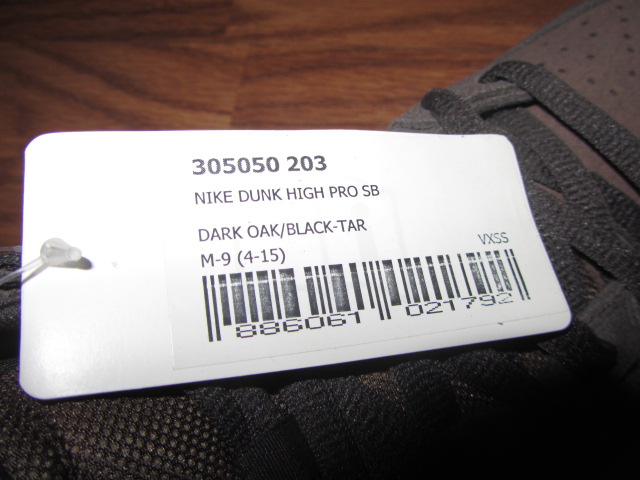 305050 203
NIKE DUNK HIGH PRO SB
DARK OAK/BLACK-TAR
VXSS
M-9 (4-15)
886061 021792